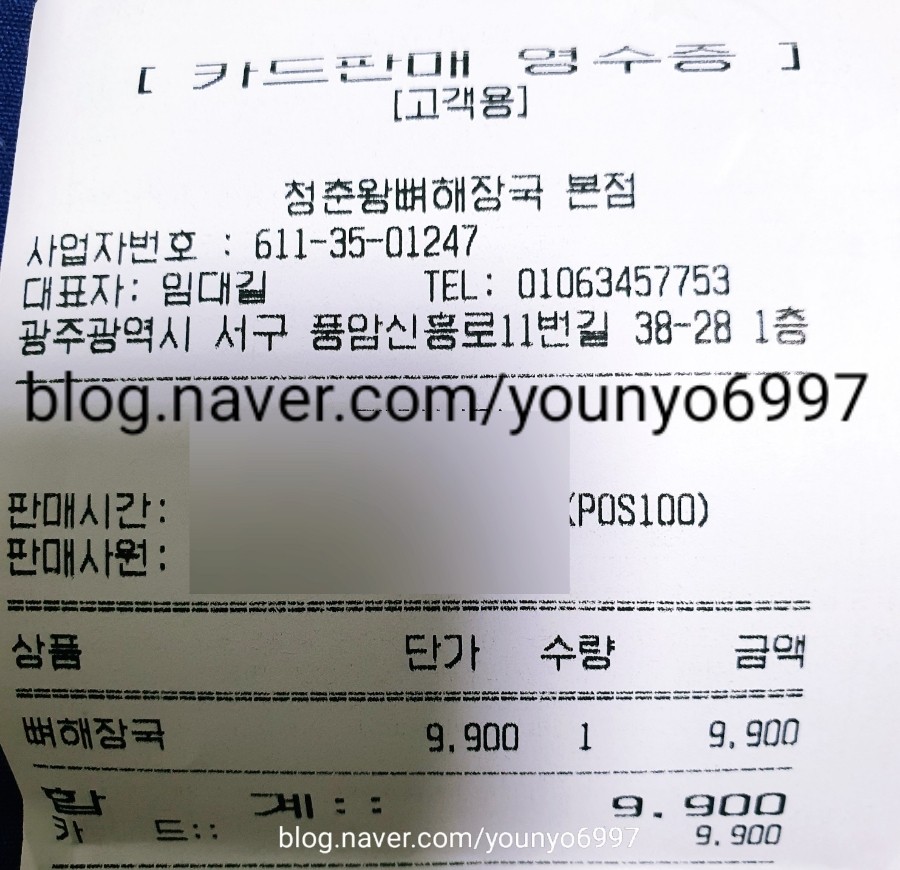 [ 카드판매 영수증 ]
[고객용]
청춘왕뼈해장국 본점
사업자번호 : 611-35-01247
대표자: 임대길 TEL: 01063457753
광주광역시 서구 풍암신흥로11번길 38-28 1층
blog.naver.com/younyo6997
판매시간: (POS100)
판매사원:
상품 단가 수량 금액
뼈해장국 9,900 1 9,900
합 계:: 9,900
카 드:: 9,900
blog.naver.com/younyo6997